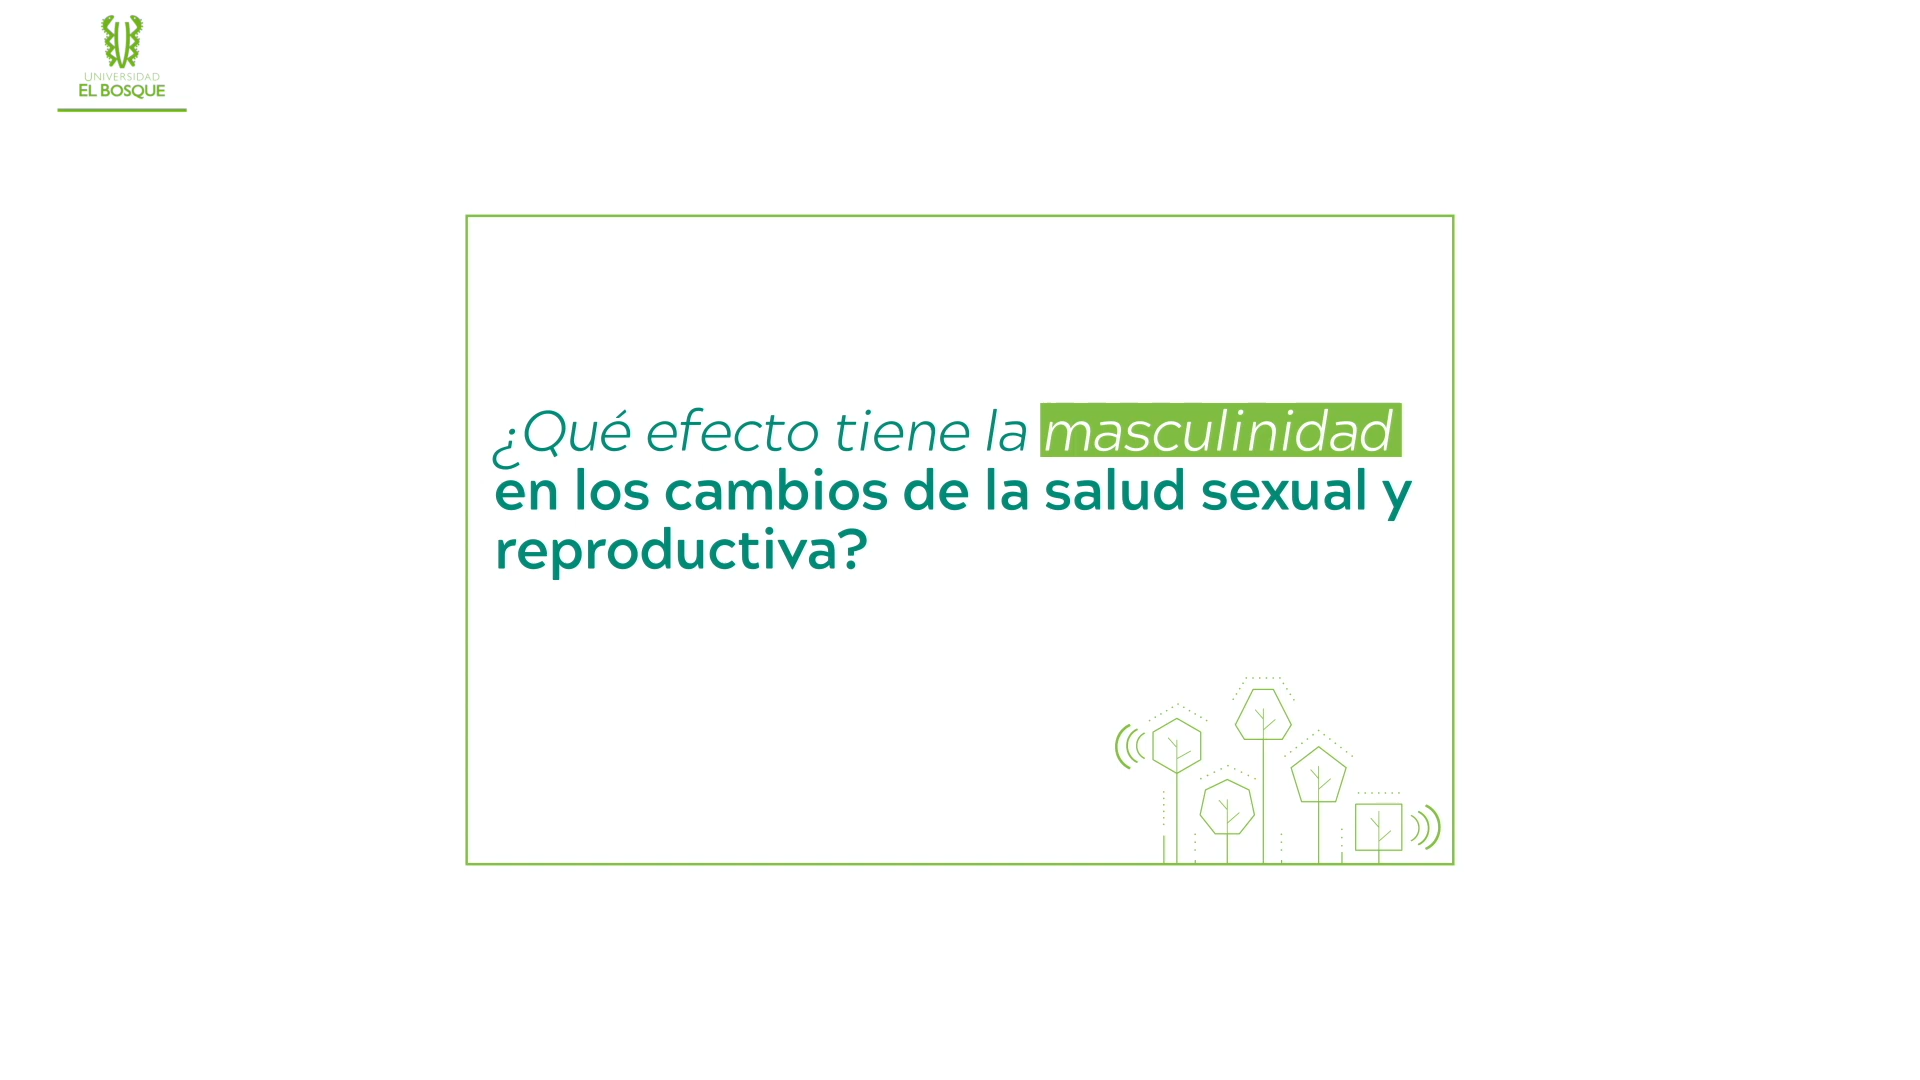 UNIVERSIDAD
EL BOSQUE
¿Qué efecto tiene la masculinidad
en los cambios de la salud sexual y
reproductiva?